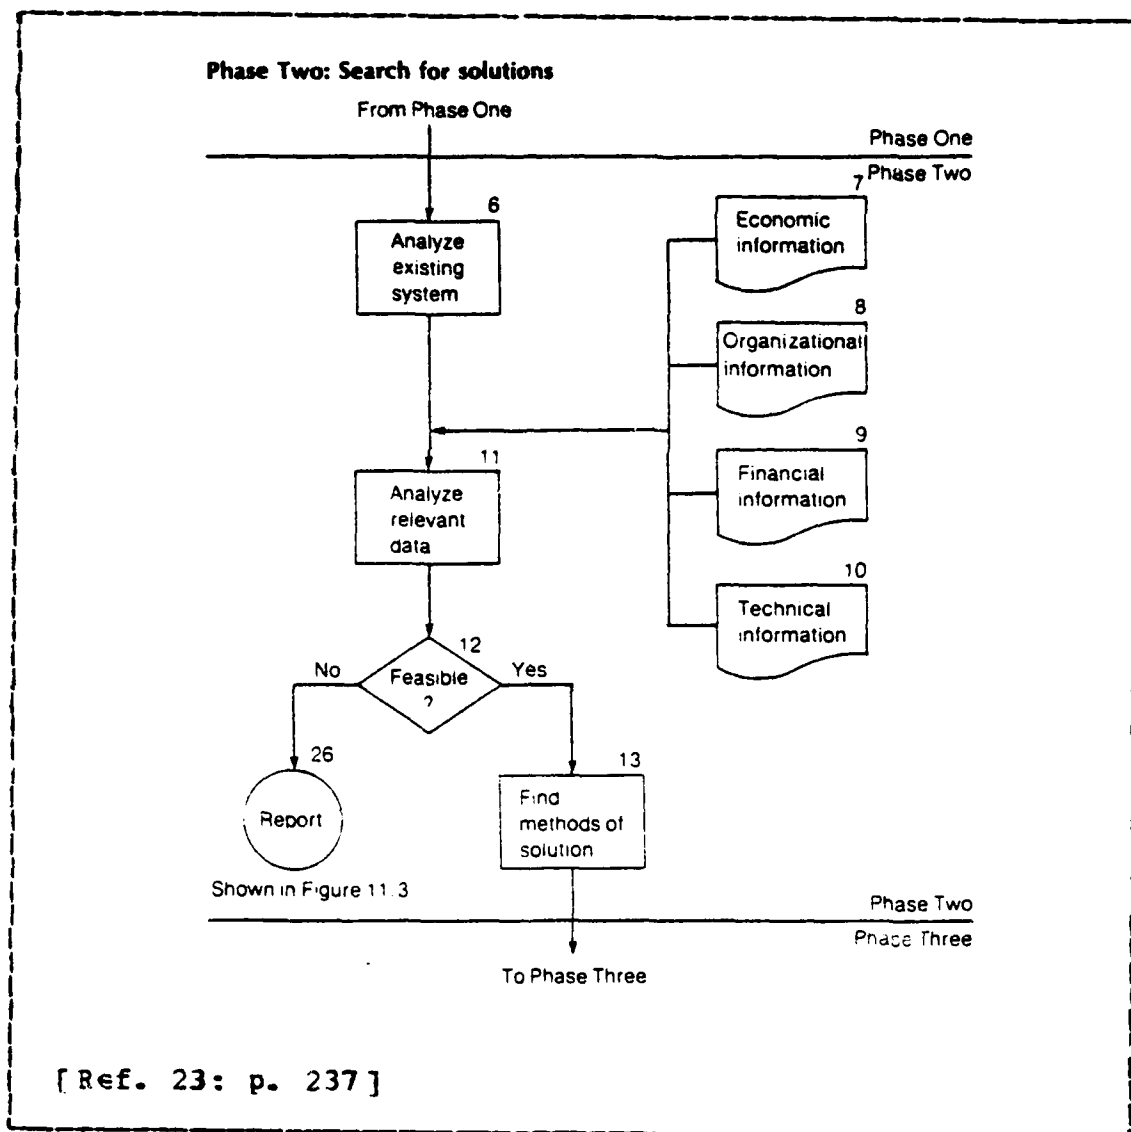 Phase Two: Search for solutions
From Phase One
Phase One
Phase Two
6
Analyze
existing
system
7
Economic
information
8
Organizational
information
9
Financial
information
10
Technical
information
11
Analyze
relevant
data
12
Feasible
?
No
Yes
26
Report
Shown in Figure 11.3
13
Find
methods of
solution
Phase Two
Phase Three
To Phase Three
[Ref. 23: p. 237]